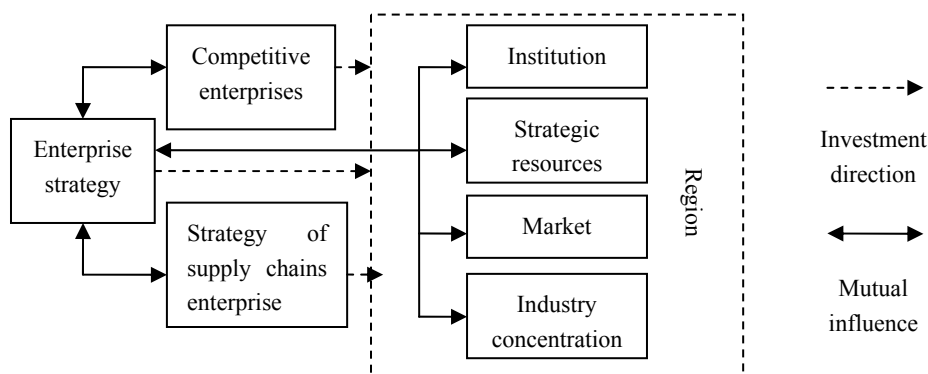 Competitive
enterprises
Enterprise
strategy
Strategy of
supply chains
enterprise
Institution
Strategic
resources
Market
Industry
concentration
Region
Investment
direction
Mutual
influence